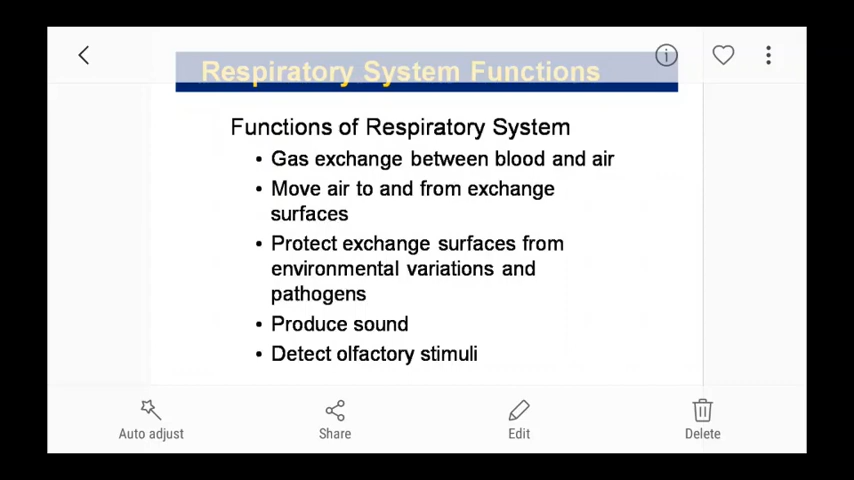 Respiratory System Functions
Functions of Respiratory System
• Gas exchange between blood and air
• Move air to and from exchange
surfaces
• Protect exchange surfaces from
environmental variations and
pathogens
• Produce sound
• Detect olfactory stimuli
Auto adjust
Share
Edit
Delete